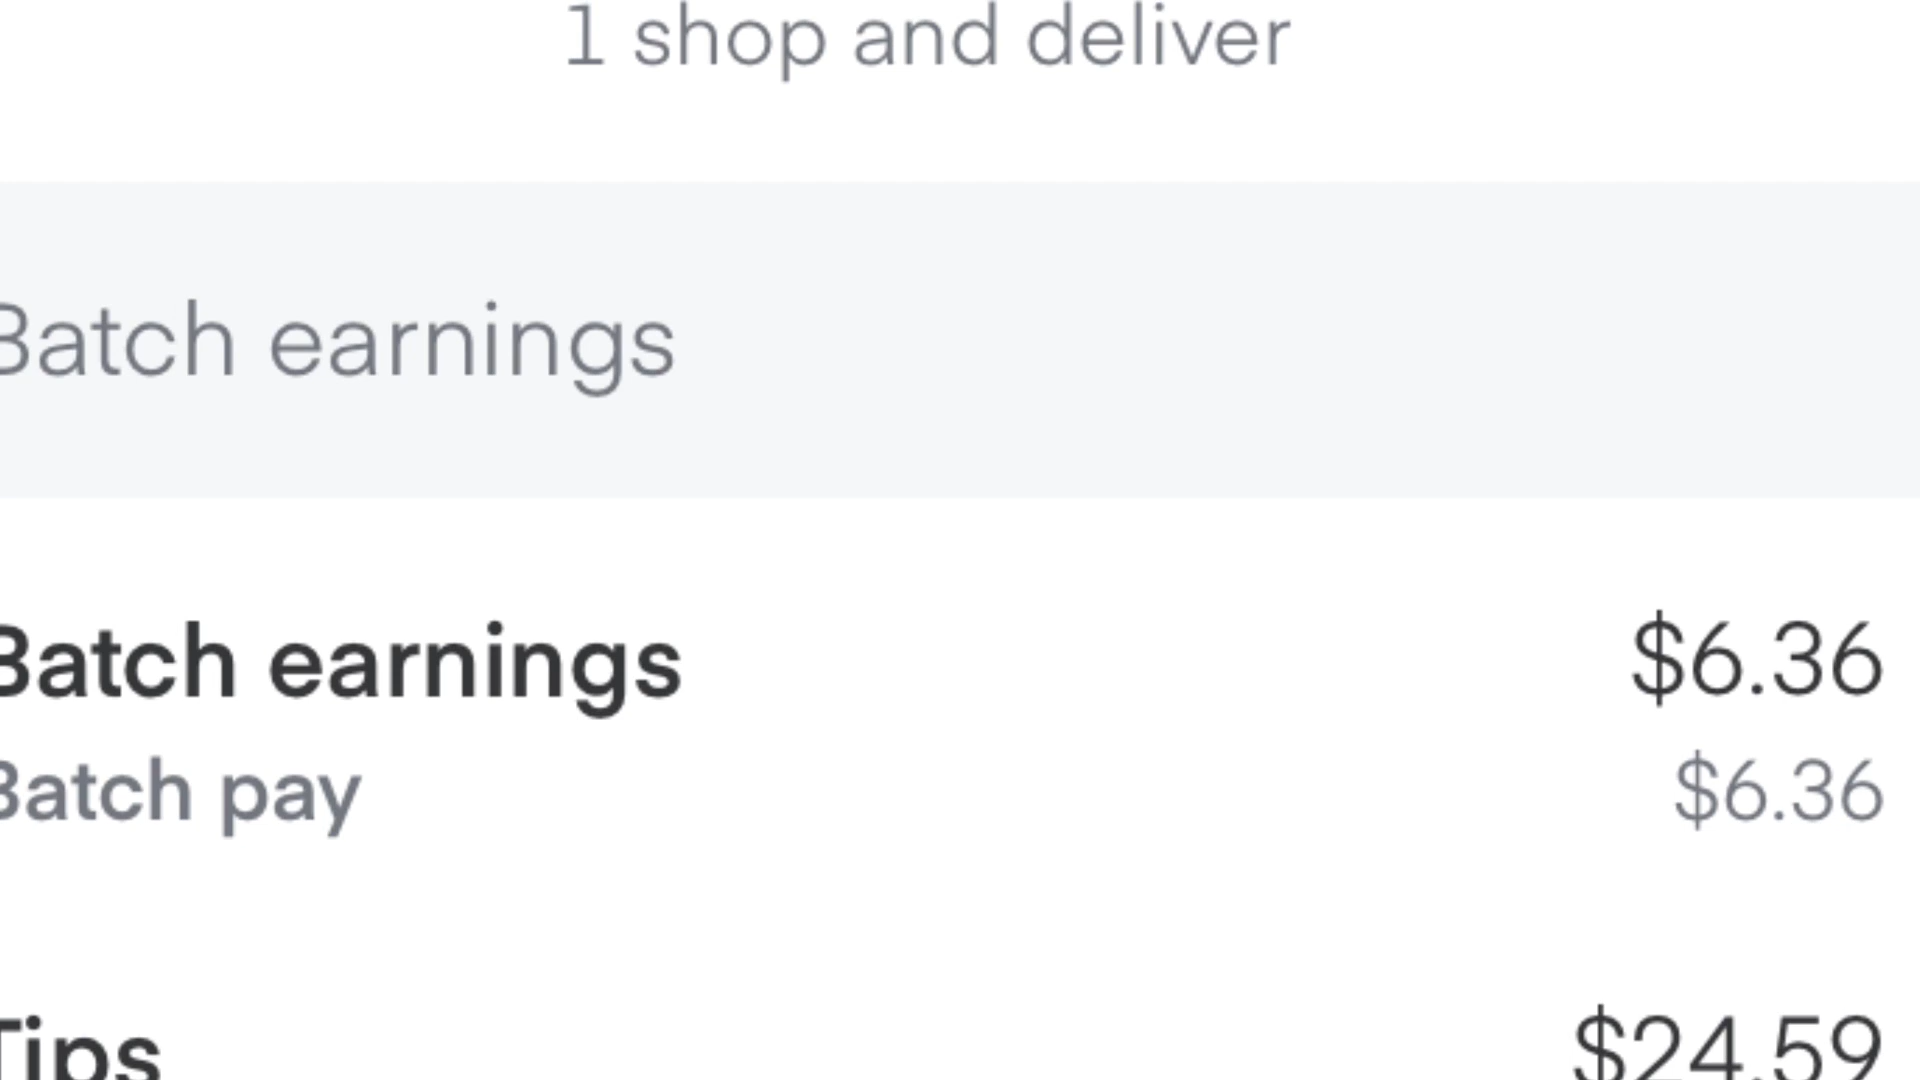 1 shop and deliver
Batch earnings
Batch earnings $6.36
Batch pay $6.36
Tips $24.59